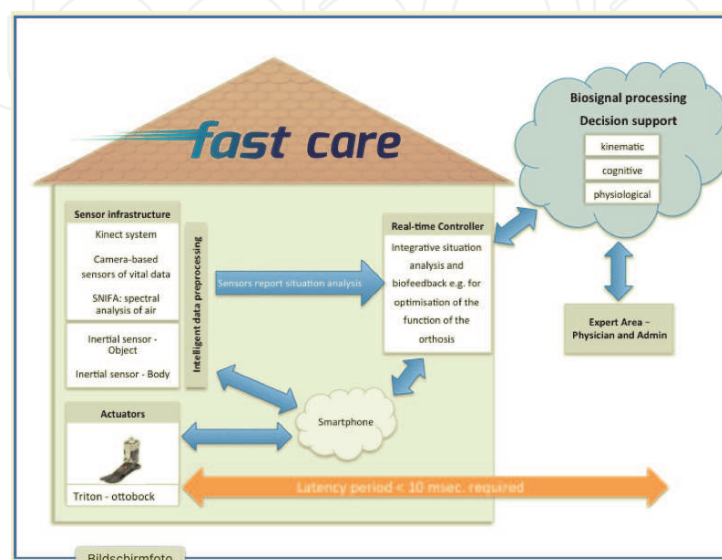 fast care
Biosignal processing
Decision support
kinematic
cognitive
physiological
Sensor infrastructure
Kinect system
Camera-based
sensors of vital data
SNIFA: spectral
analysis of air
Inertial sensor -
Object
Inertial sensor - Body
Intelligent data preprocessing
Sensors report situation analysis
Real-time Controller
Integrative situation
analysis and
biofeedback e.g. for
optimisation of the
function of the
orthosis
Expert Area –
Physician and Admin
Smartphone
Actuators
Triton - ottobock
Latency period < 10 msec. required
Bildschirmfoto